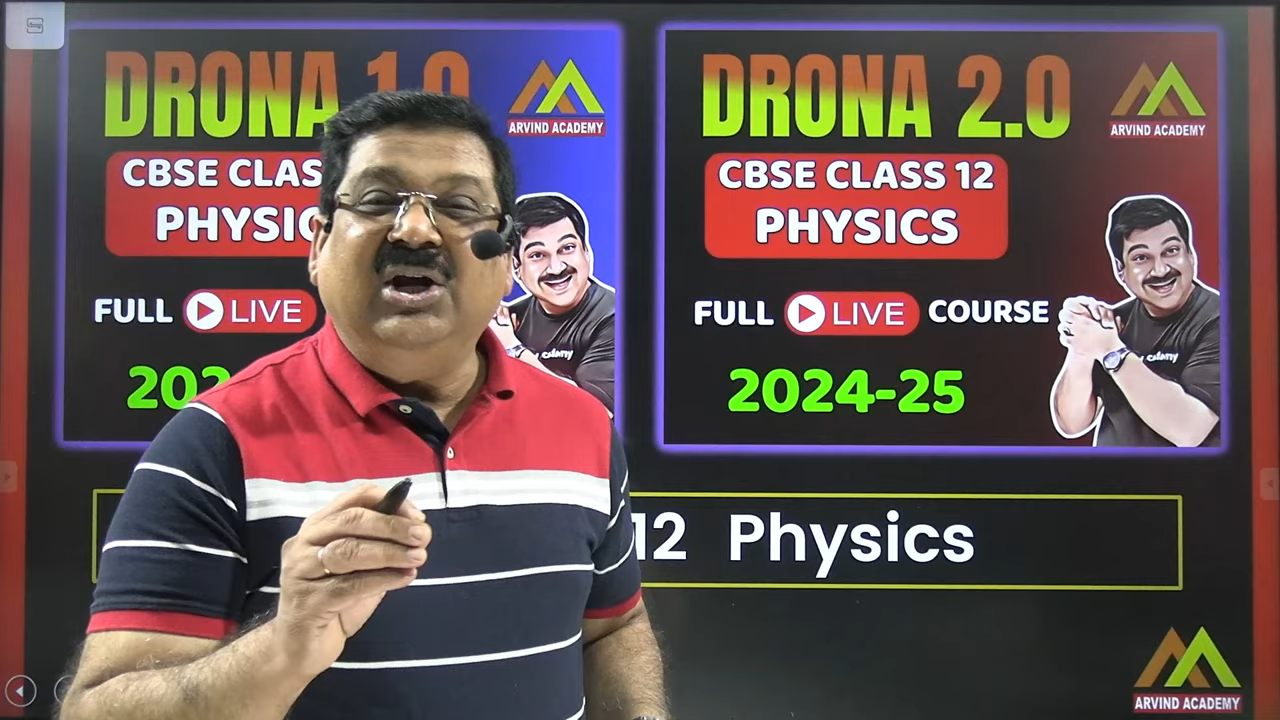 DRONA 1.0
ARVIND ACADEMY
CBSE CLAS
PHYSIC
FULL LIVE
202
DRONA 2.0
ARVIND ACADEMY
CBSE CLASS 12
PHYSICS
FULL LIVE COURSE
2024-25
12 Physics
ARVIND ACADEMY